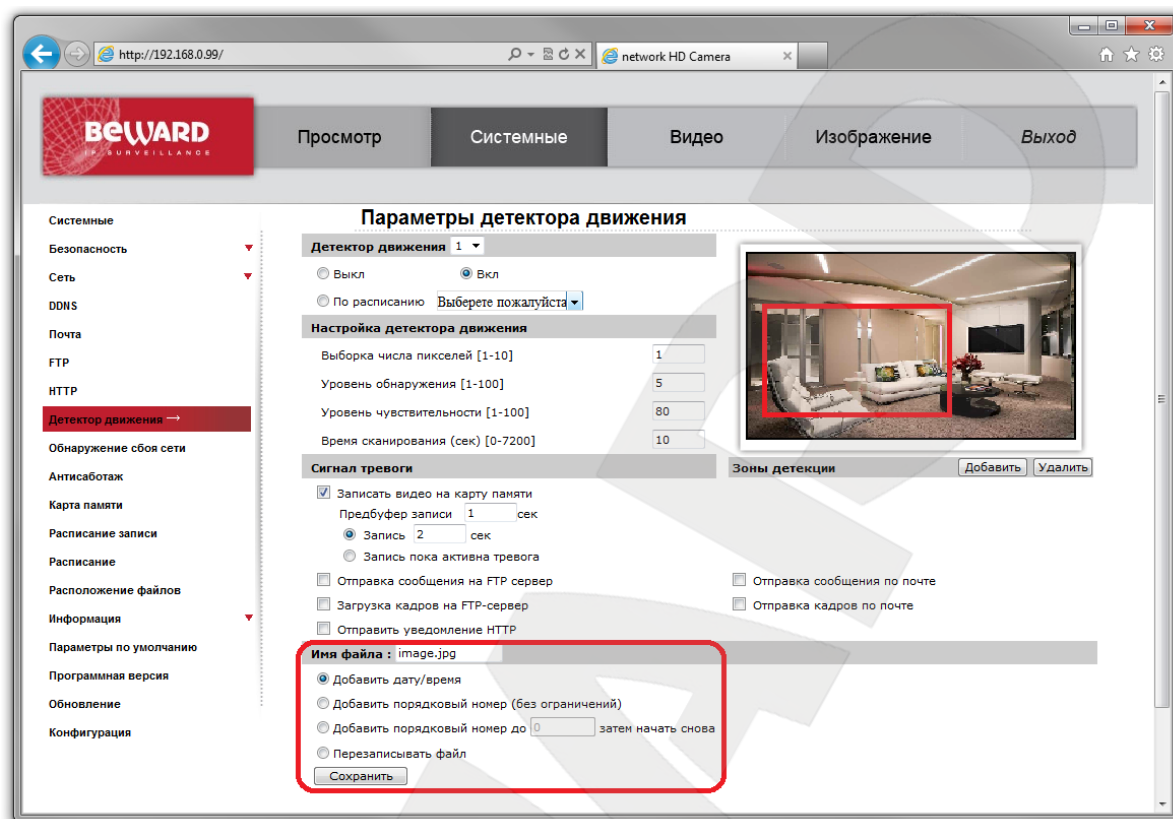 http://192.168.0.99/
network HD Camera
BEWARD
IP SURVEILLANCE
Просмотр
Системные
Видео
Изображение
Выход
Системные
Безопасность
Сеть
DDNS
Почта
FTP
HTTP
Детектор движения →
Обнаружение сбоя сети
Антисаботаж
Карта памяти
Расписание записи
Расписание
Расположение файлов
Информация
Параметры по умолчанию
Программная версия
Обновление
Конфигурация
Параметры детектора движения
Детектор движения 1
Выкл Вкл
По расписанию Выберете пожалуйста
Настройка детектора движения
Выборка числа пикселей [1-10] 1
Уровень обнаружения [1-100] 5
Уровень чувствительности [1-100] 80
Время сканирования (сек) [0-7200] 10
Сигнал тревоги
Зоны детекции Добавить Удалить
Записать видео на карту памяти
Предбуфер записи 1 сек
Запись 2 сек
Запись пока активна тревога
Отправка сообщения на FTP сервер
Отправка сообщения по почте
Загрузка кадров на FTP-сервер
Отправка кадров по почте
Отправить уведомление HTTP
Имя файла : image.jpg
Добавить дату/время
Добавить порядковый номер (без ограничений)
Добавить порядковый номер до 0 затем начать снова
Перезаписывать файл
Сохранить